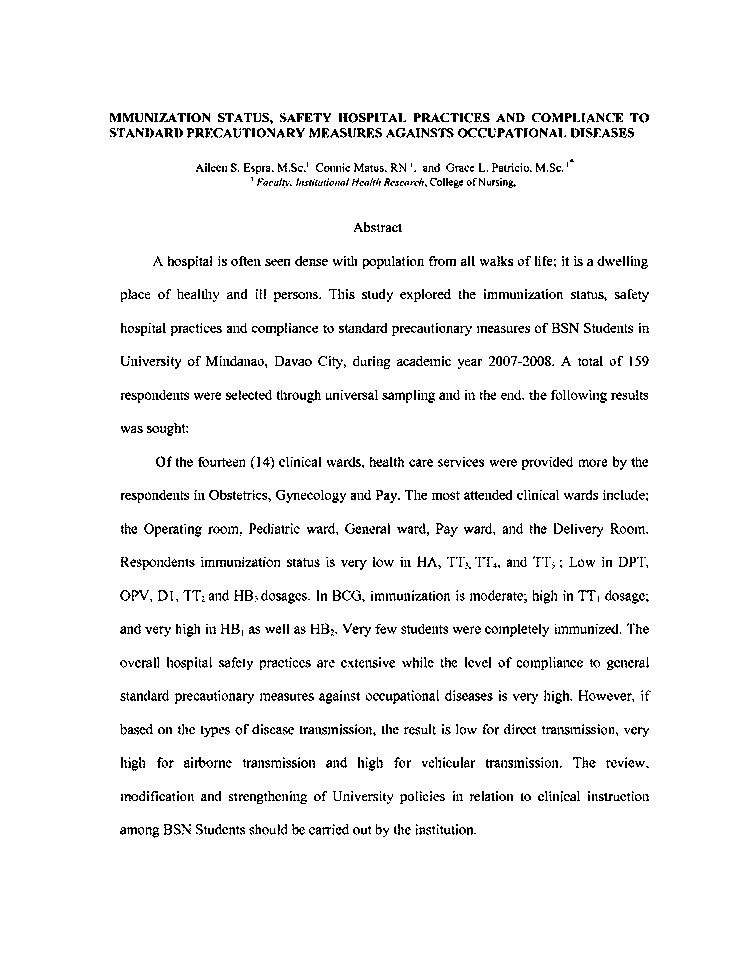 MMUNIZATION STATUS, SAFETY HOSPITAL PRACTICES AND COMPLIANCE TO
STANDARD PRECAUTIONARY MEASURES AGAINSTS OCCUPATIONAL DISEASES
Aileen S. Espra, M.Sc,¹ Connie Matus, RN ¹, and Grace L. Patricio, M.Sc. ¹*
¹ Faculty, Institutional Health Research, College of Nursing,
Abstract
A hospital is often seen dense with population from all walks of life; it is a dwelling
place of healthy and ill persons. This study explored the immunization status, safety
hospital practices and compliance to standard precautionary measures of BSN Students in
University of Mindanao, Davao City, during academic year 2007-2008. A total of 159
respondents were selected through universal sampling and in the end, the following results
was sought:
Of the fourteen (14) clinical wards, health care services were provided more by the
respondents in Obstetrics, Gynecology and Pay. The most attended clinical wards include;
the Operating room, Pediatric ward, General ward, Pay ward, and the Delivery Room.
Respondents immunization status is very low in HA, TT₃, TT₄, and TT₅ ; Low in DPT,
OPV, D1, TT₂ and HB₃ dosages. In BCG, immunization is moderate; high in TT₁ dosage;
and very high in HB₁ as well as HB₂. Very few students were completely immunized. The
overall hospital safety practices are extensive while the level of compliance to general
standard precautionary measures against occupational diseases is very high. However, if
based on the types of disease transmission, the result is low for direct transmission, very
high for airborne transmission and high for vehicular transmission. The review,
modification and strengthening of University policies in relation to clinical instruction
among BSN Students should be carried out by the institution.